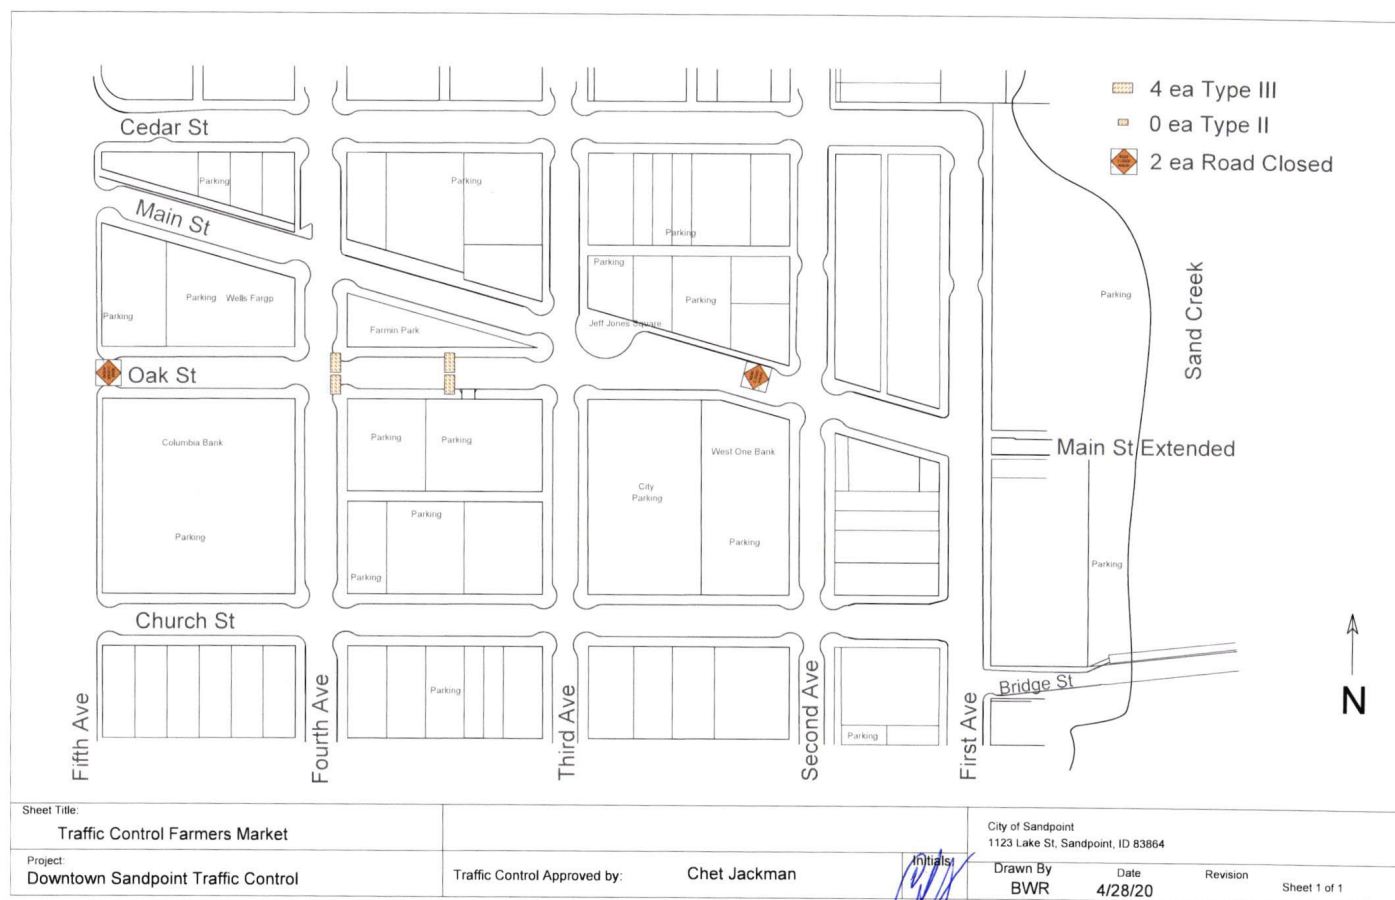 4 ea Type III
0 ea Type II
2 ea Road Closed
Cedar St
Parking
Parking
Main St
Parking
Parking
Parking
Parking Wells Fargp
Parking
Parking
Sand Creek
Parking
Jeff Jones Square
Farmin Park
Oak St
Columbia Bank
Parking
Parking
West One Bank
Main St Extended
City
Parking
Parking
Parking
Parking
Parking
Parking
Church St
Bridge St
Parking
Parking
Fifth Ave
Fourth Ave
Third Ave
Second Ave
First Ave
N
Sheet Title:
Traffic Control Farmers Market
Project:
Downtown Sandpoint Traffic Control
Traffic Control Approved by: Chet Jackman
Initials
City of Sandpoint
1123 Lake St, Sandpoint, ID 83864
Drawn By
BWR
Date
4/28/20
Revision
Sheet 1 of 1